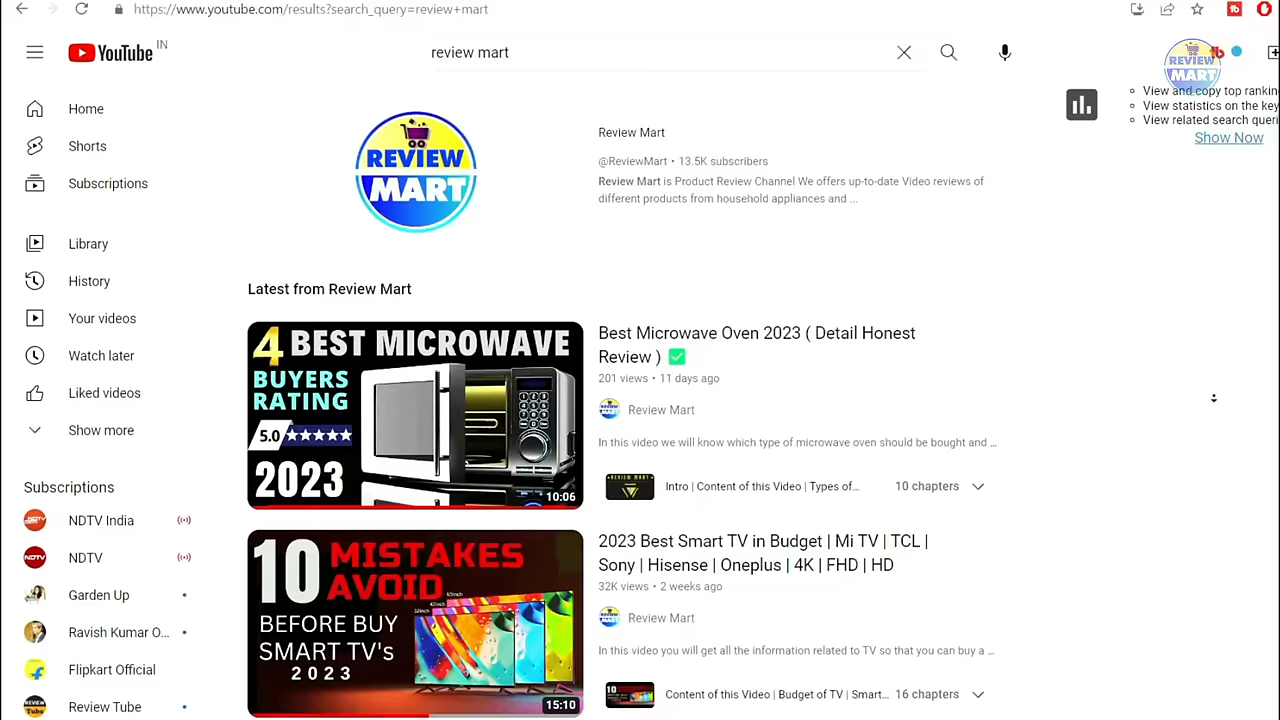 https://www.youtube.com/results?search_query=review+mart
YouTube IN
review mart
REVIEW
MART
View and copy top rankin
View statistics on the key
View related search queri
Show Now
Home
Shorts
Subscriptions
Library
History
Your videos
Watch later
Liked videos
Show more
Subscriptions
NDTV India
NDTV
Garden Up
Ravish Kumar O...
Flipkart Official
Review Tube
REVIEW
MART
Review Mart
@ReviewMart • 13.5K subscribers
Review Mart is Product Review Channel We offers up-to-date Video reviews of
different products from household appliances and ...
Latest from Review Mart
4 BEST MICROWAVE
BUYERS
RATING
5.0
2023
10:06
Best Microwave Oven 2023 ( Detail Honest
Review ) ✅
201 views • 11 days ago
Review Mart
In this video we will know which type of microwave oven should be bought and ...
REVIEW MART
Intro | Content of this Video | Types of...
10 chapters
10 MISTAKES
AVOID
BEFORE BUY
SMART TV's
2023
32inch
42inch
15:10
2023 Best Smart TV in Budget | Mi TV | TCL |
Sony | Hisense | Oneplus | 4K | FHD | HD
32K views • 2 weeks ago
Review Mart
In this video you will get all the information related to TV so that you can buy a ...
Content of this Video | Budget of TV | Smart...
16 chapters